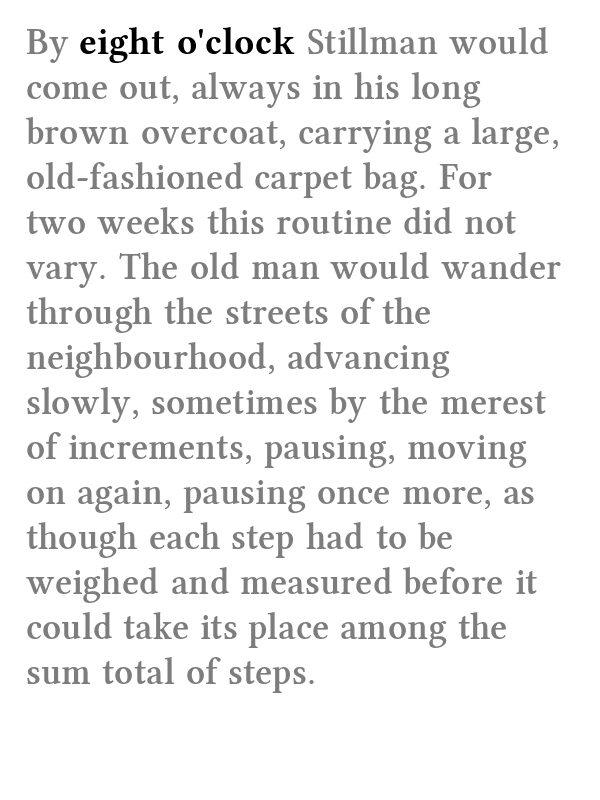 By eight o'clock Stillman would
come out, always in his long
brown overcoat, carrying a large,
old-fashioned carpet bag. For
two weeks this routine did not
vary. The old man would wander
through the streets of the
neighbourhood, advancing
slowly, sometimes by the merest
of increments, pausing, moving
on again, pausing once more, as
though each step had to be
weighed and measured before it
could take its place among the
sum total of steps.